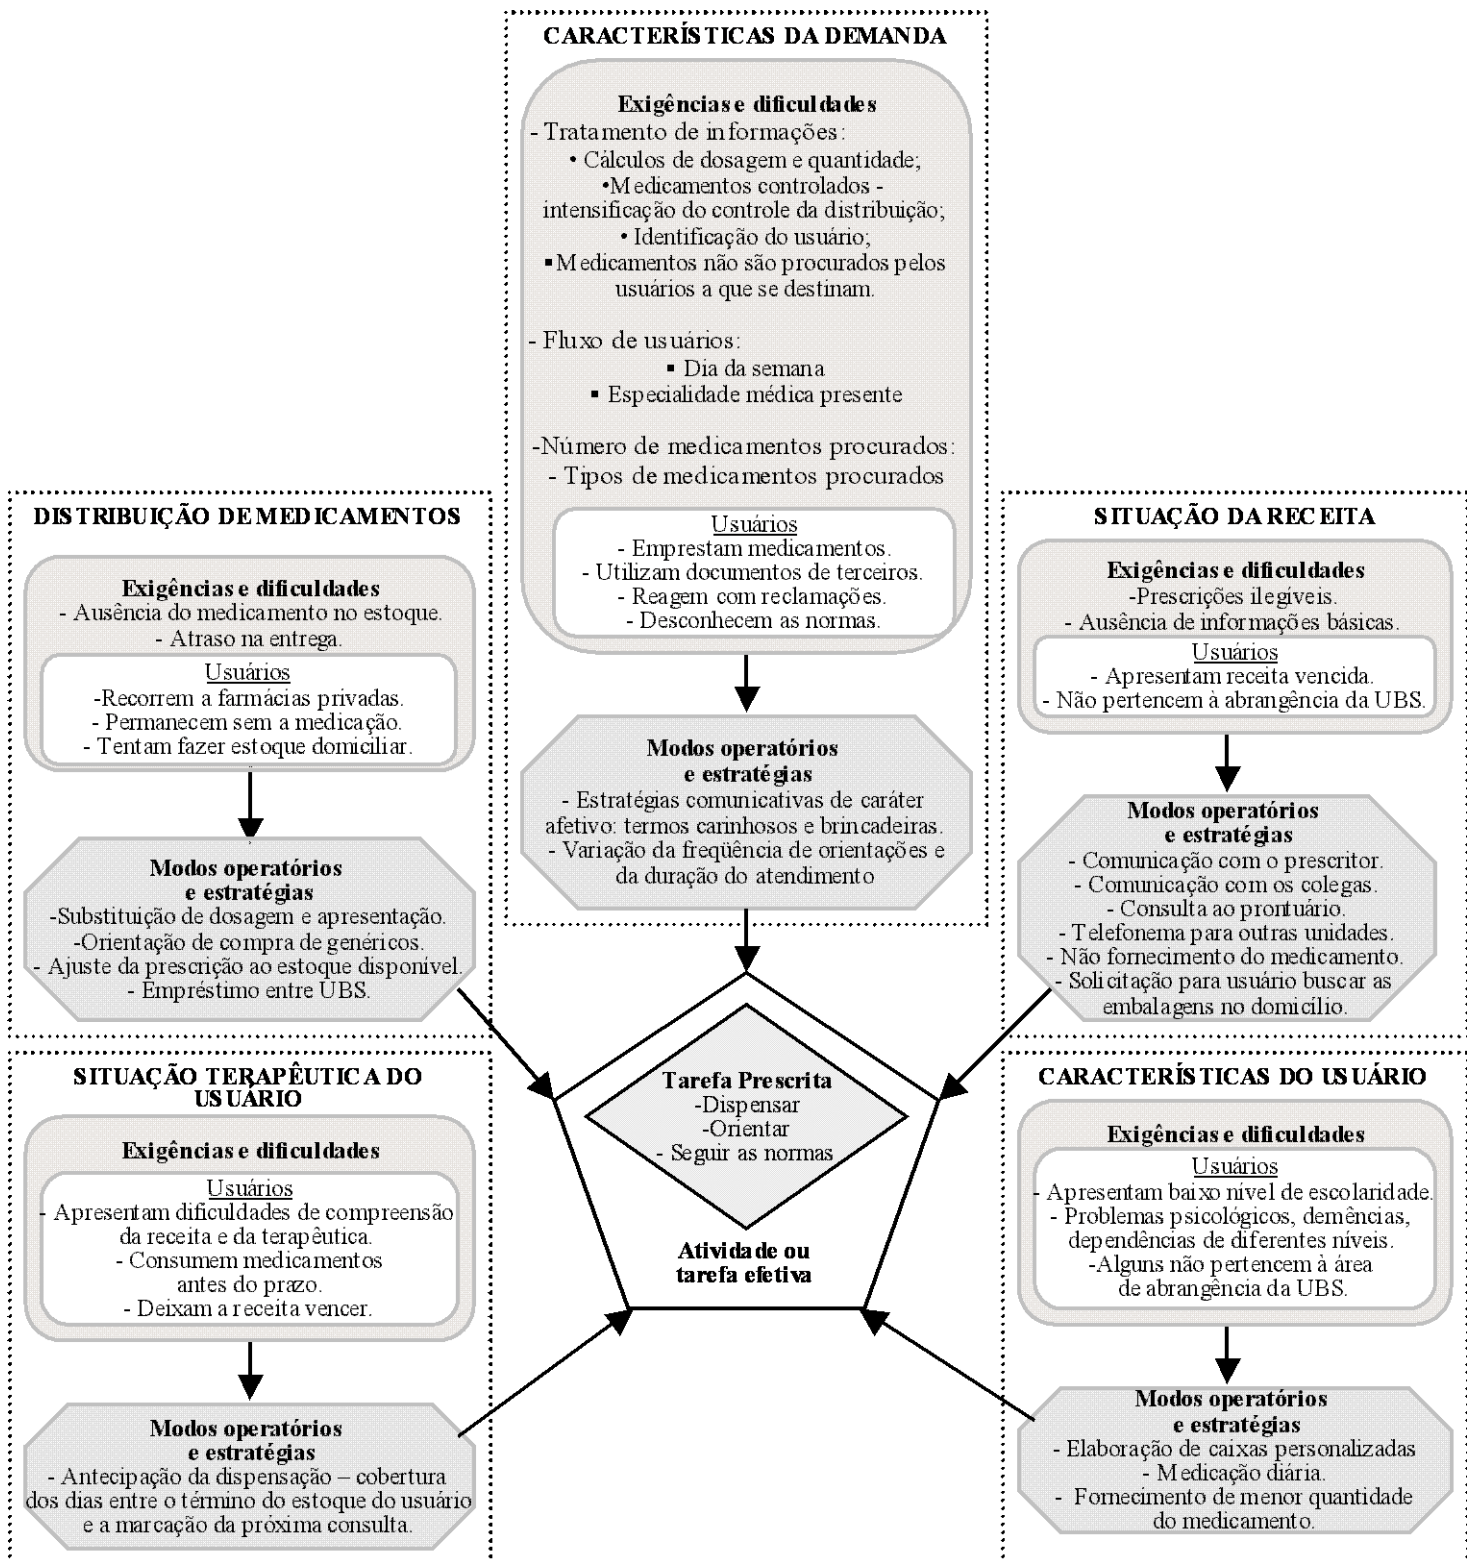 CARACTERÍSTICAS DA DEMANDA
Exigências e dificuldades
- Tratamento de informações:
• Cálculos de dosagem e quantidade;
•Medicamentos controlados -
intensificação do controle da distribuição;
• Identificação do usuário;
▪ Medicamentos não são procurados pelos
usuários a que se destinam.
- Fluxo de usuários:
▪ Dia da semana
▪ Especialidade médica presente
-Número de medicamentos procurados:
- Tipos de medicamentos procurados
Usuários
- Emprestam medicamentos.
- Utilizam documentos de terceiros.
- Reagem com reclamações.
- Desconhecem as normas.
Modos operatórios
e estratégias
- Estratégias comunicativas de caráter
afetivo: termos carinhosos e brincadeiras.
- Variação da freqüência de orientações e
da duração do atendimento
DISTRIBUIÇÃO DE MEDICAMENTOS
Exigências e dificuldades
- Ausência do medicamento no estoque.
- Atraso na entrega.
Usuários
-Recorrem a farmácias privadas.
- Permanecem sem a medicação.
- Tentam fazer estoque domiciliar.
Modos operatórios
e estratégias
-Substituição de dosagem e apresentação.
-Orientação de compra de genéricos.
- Ajuste da prescrição ao estoque disponível.
- Empréstimo entre UBS.
SITUAÇÃO DA RECEITA
Exigências e dificuldades
-Prescrições ilegíveis.
- Ausência de informações básicas.
Usuários
- Apresentam receita vencida.
- Não pertencem à abrangência da UBS.
Modos operatórios
e estratégias
- Comunicação com o prescritor.
- Comunicação com os colegas.
- Consulta ao prontuário.
- Telefonema para outras unidades.
- Não fornecimento do medicamento.
- Solicitação para usuário buscar as
embalagens no domicílio.
SITUAÇÃO TERAPÊUTICA DO
USUÁRIO
Exigências e dificuldades
Usuários
- Apresentam dificuldades de compreensão
da receita e da terapêutica.
- Consumem medicamentos
antes do prazo.
- Deixam a receita vencer.
Modos operatórios
e estratégias
- Antecipação da dispensação – cobertura
dos dias entre o término do estoque do usuário
e a marcação da próxima consulta.
Tarefa Prescrita
-Dispensar
-Orientar
- Seguir as normas
Atividade ou
tarefa efetiva
CARACTERÍSTICAS DO USUÁRIO
Exigências e dificuldades
Usuários
- Apresentam baixo nível de escolaridade.
- Problemas psicológicos, demências,
dependências de diferentes níveis.
-Alguns não pertencem à área
de abrangência da UBS.
Modos operatórios
e estratégias
- Elaboração de caixas personalizadas
- Medicação diária.
- Fornecimento de menor quantidade
do medicamento.